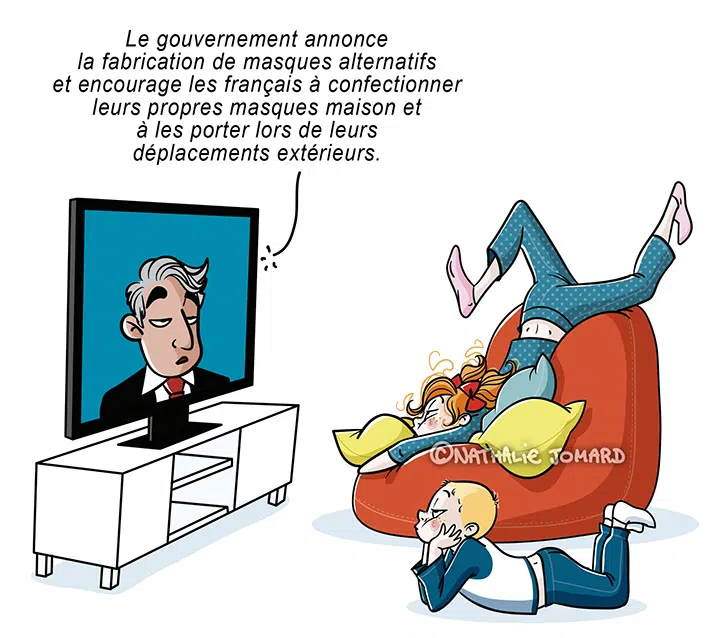 Le gouvernement annonce
la fabrication de masques alternatifs
et encourage les français à confectionner
leurs propres masques maison et
à les porter lors de leurs
déplacements extérieurs.
©NATHALIE JOMARD